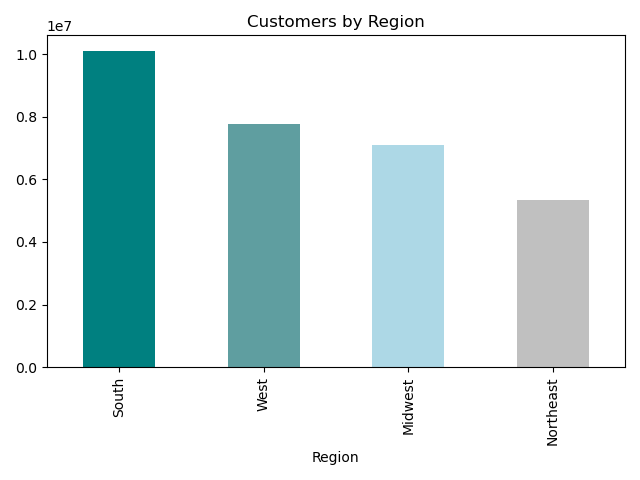 Customers by Region
1e7
1.0
0.8
0.6
0.4
0.2
0.0
South
West
Midwest
Northeast
Region